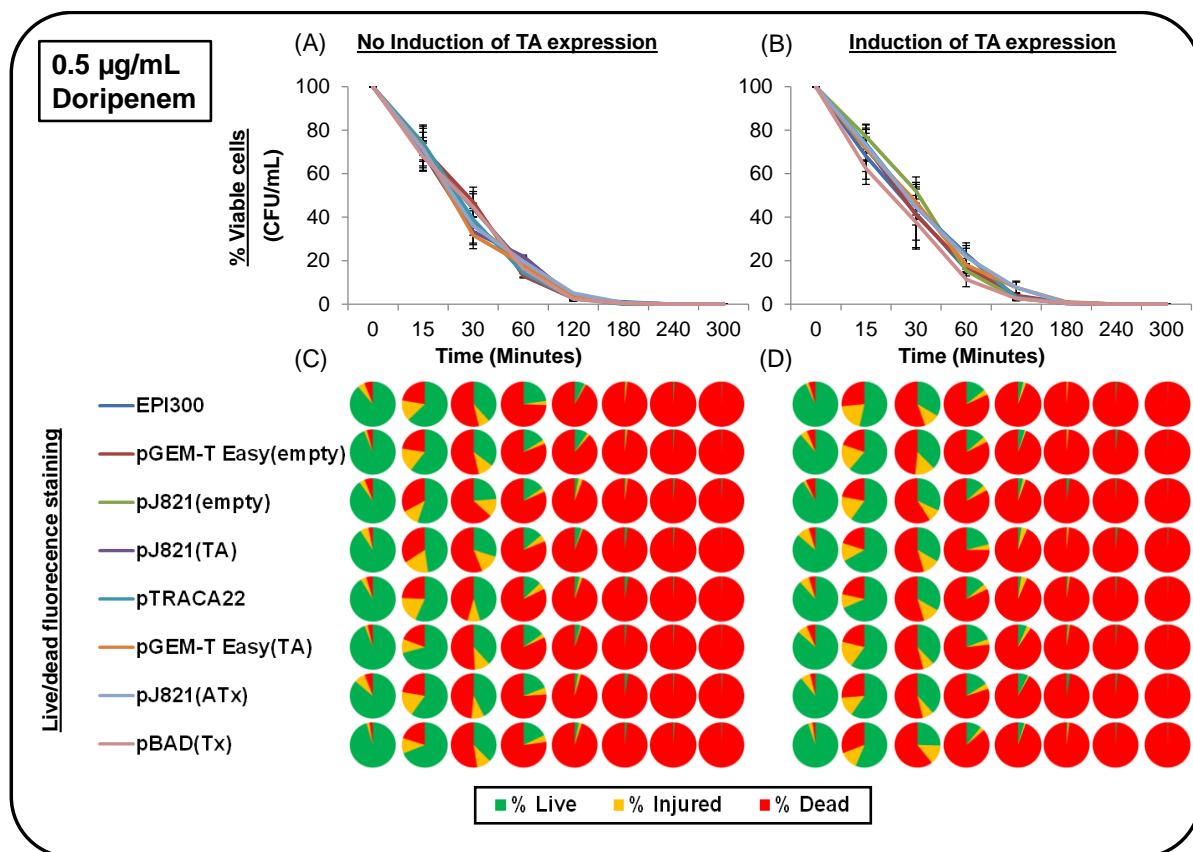 0.5 µg/mL
Doripenem
(A)
No Induction of TA expression
(B)
Induction of TA expression
% Viable cells
(CFU/mL)
100
80
60
40
20
0
0 15 30 60 120 180 240 300
Time (Minutes)
100
80
60
40
20
0
0 15 30 60 120 180 240 300
Time (Minutes)
(C)
(D)
Live/dead fluorecence staining
EPI300
pGEM-T Easy(empty)
pJ821(empty)
pJ821(TA)
pTRACA22
pGEM-T Easy(TA)
pJ821(ATx)
pBAD(Tx)
% Live % Injured % Dead